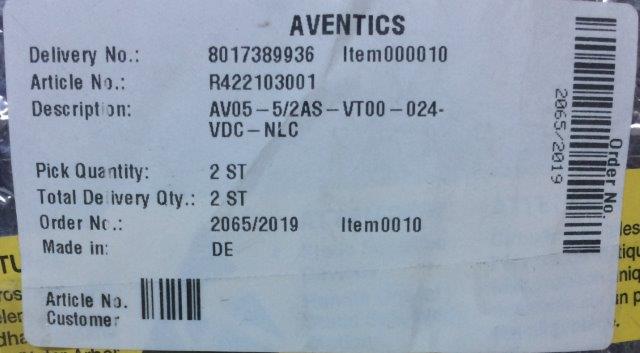 AVENTICS
Delivery No.: 8017389936 Item000010
Article No.: R422103001
Description: AV05-5/2AS-VT00-024-
VDC-NLC
Pick Quantity: 2 ST
Total Delivery Qty.: 2 ST
Order No.: 2065/2019 Item0010
Made in: DE
Article No.
Customer
Order No.
2065/2019